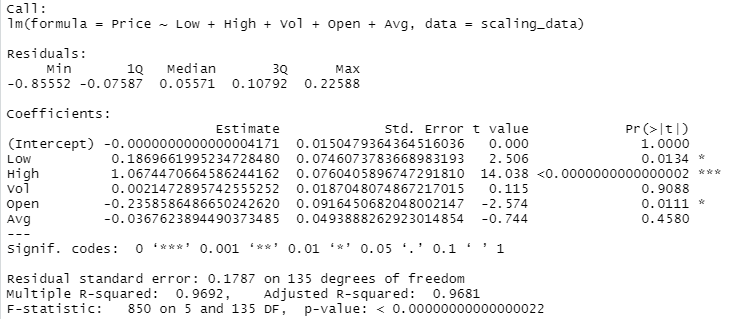 Call:
lm(formula = Price ~ Low + High + Vol + Open + Avg, data = scaling_data)
Residuals:
Min 1Q Median 3Q Max
-0.85552 -0.07587 0.05571 0.10792 0.22588
Coefficients:
Estimate Std. Error t value Pr(>|t|)
(Intercept) -0.0000000000000004171 0.0150479364364516036 0.000 1.0000
Low 0.1869661995234728480 0.0746073783668983193 2.506 0.0134 *
High 1.0674470664586244162 0.0760405896747291810 14.038 <0.0000000000000002 ***
Vol 0.0021472895742555252 0.0187048074867217015 0.115 0.9088
Open -0.2358586486650242620 0.0916450682048002147 -2.574 0.0111 *
Avg -0.0367623894490373485 0.0493888262923014854 -0.744 0.4580
---
Signif. codes: 0 ‘***’ 0.001 ‘**’ 0.01 ‘*’ 0.05 ‘.’ 0.1 ‘ ’ 1
Residual standard error: 0.1787 on 135 degrees of freedom
Multiple R-squared: 0.9692, Adjusted R-squared: 0.9681
F-statistic: 850 on 5 and 135 DF, p-value: < 0.00000000000000022